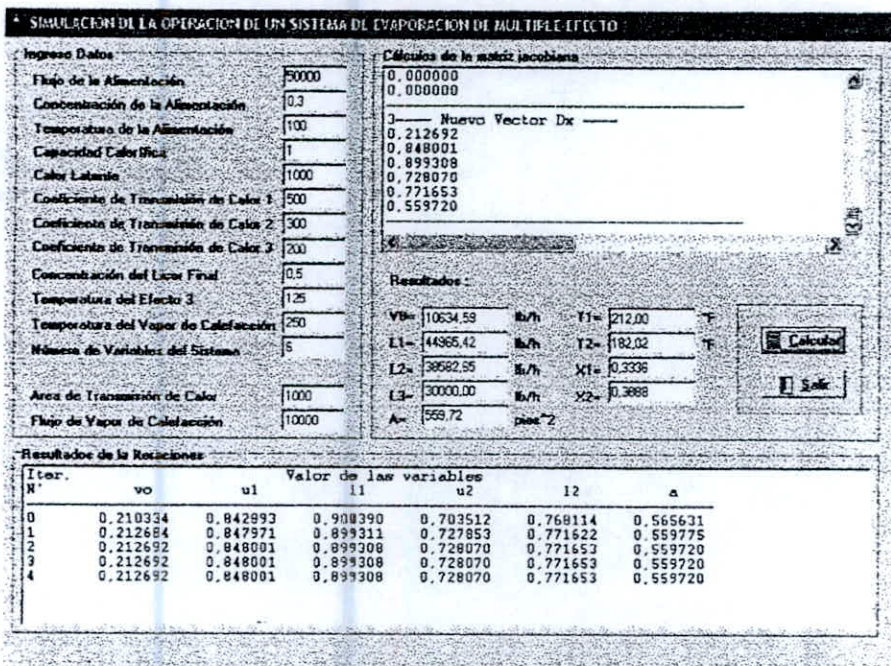 SIMULACION DE LA OPERACION DE UN SISTEMA DE EVAPORACION DE MULTIPLE EFECTO
Ingreso Datos
Flujo de la Alimentación 50000
Concentración de la Alimentación 0,3
Temperatura de la Alimentación 100
Capacidad Calorífica 1
Calor Latente 1000
Coeficiente de Transmisión de Calor 1 500
Coeficiente de Transmisión de Calor 2 300
Coeficiente de Transmisión de Calor 3 200
Concentración del Licor Final 0,5
Temperatura del Efecto 3 125
Temperatura del Vapor de Calefacción 250
Número de Variables del Sistema
Area de Transmisión de Calor 1000
Flujo de Vapor de Calefacción 10000
Cálculos de la matriz jacobiana
0,000000
0,000000
3---- Nuevo Vector Dx ----
0,212692
0,848001
0,899308
0,728070
0,771653
0,559720
Resultados :
V0= 10634,59 lb/h T1= 212,00 °F
L1= 44965,42 lb/h T2= 182,02 °F
L2= 38582,65 lb/h X1= 0,3336
L3= 30000,00 lb/h X2= 0,3888
A= 559,72 pies^2
Calcular
Salir
Resultados de la Iteraciones
Iter. Valor de las variables
N° vo u1 l1 u2 l2 a
0 0,210334 0,842893 0,908390 0,703512 0,768114 0,565631
1 0,212684 0,847971 0,899311 0,727853 0,771622 0,559775
2 0,212692 0,848001 0,899308 0,728070 0,771653 0,559720
3 0,212692 0,848001 0,899308 0,728070 0,771653 0,559720
4 0,212692 0,848001 0,899308 0,728070 0,771653 0,559720